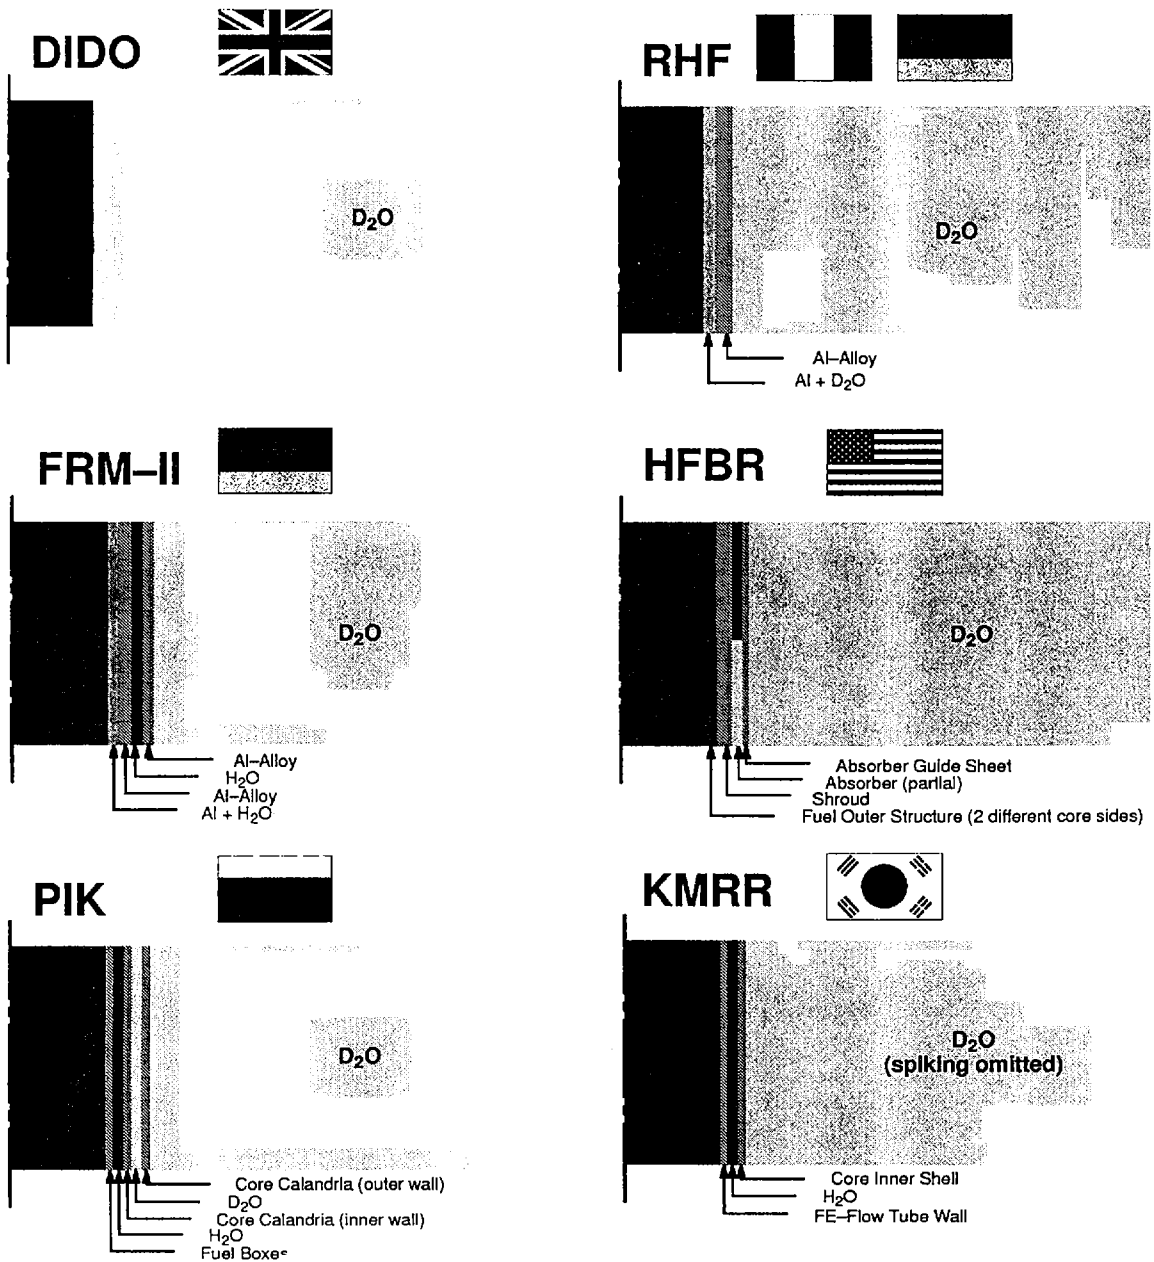 DIDO
D₂O
RHF
D₂O
Al–Alloy
Al + D₂O
FRM–II
D₂O
Al–Alloy
H₂O
Al–Alloy
Al + H₂O
HFBR
D₂O
Absorber Guide Sheet
Absorber (partial)
Shroud
Fuel Outer Structure (2 different core sides)
PIK
D₂O
Core Calandria (outer wall)
D₂O
Core Calandria (inner wall)
H₂O
Fuel Boxes
KMRR
D₂O
(spiking omitted)
Core Inner Shell
H₂O
FE–Flow Tube Wall